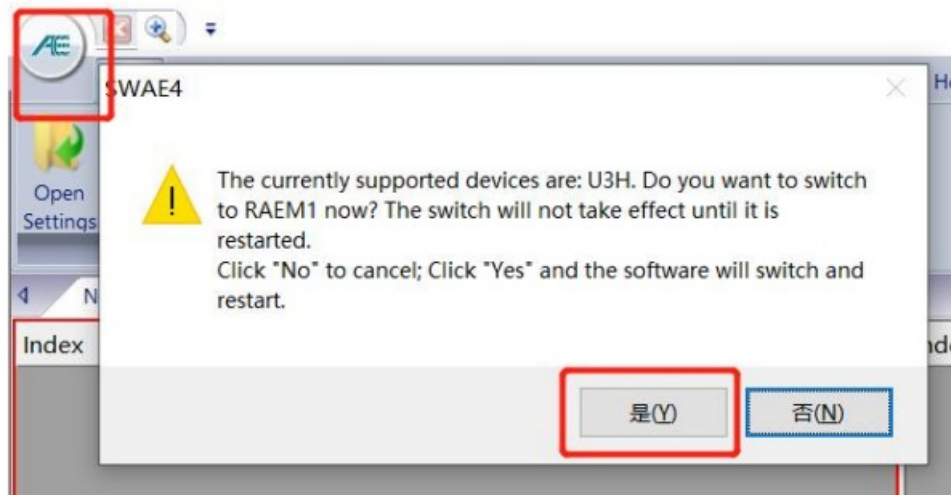 AE
SWAE4
The currently supported devices are: U3H. Do you want to switch
to RAEM1 now? The switch will not take effect until it is
restarted.
Click "No" to cancel; Click "Yes" and the software will switch and
restart.
Open
Settings
N
Index
是(Y)
否(N)